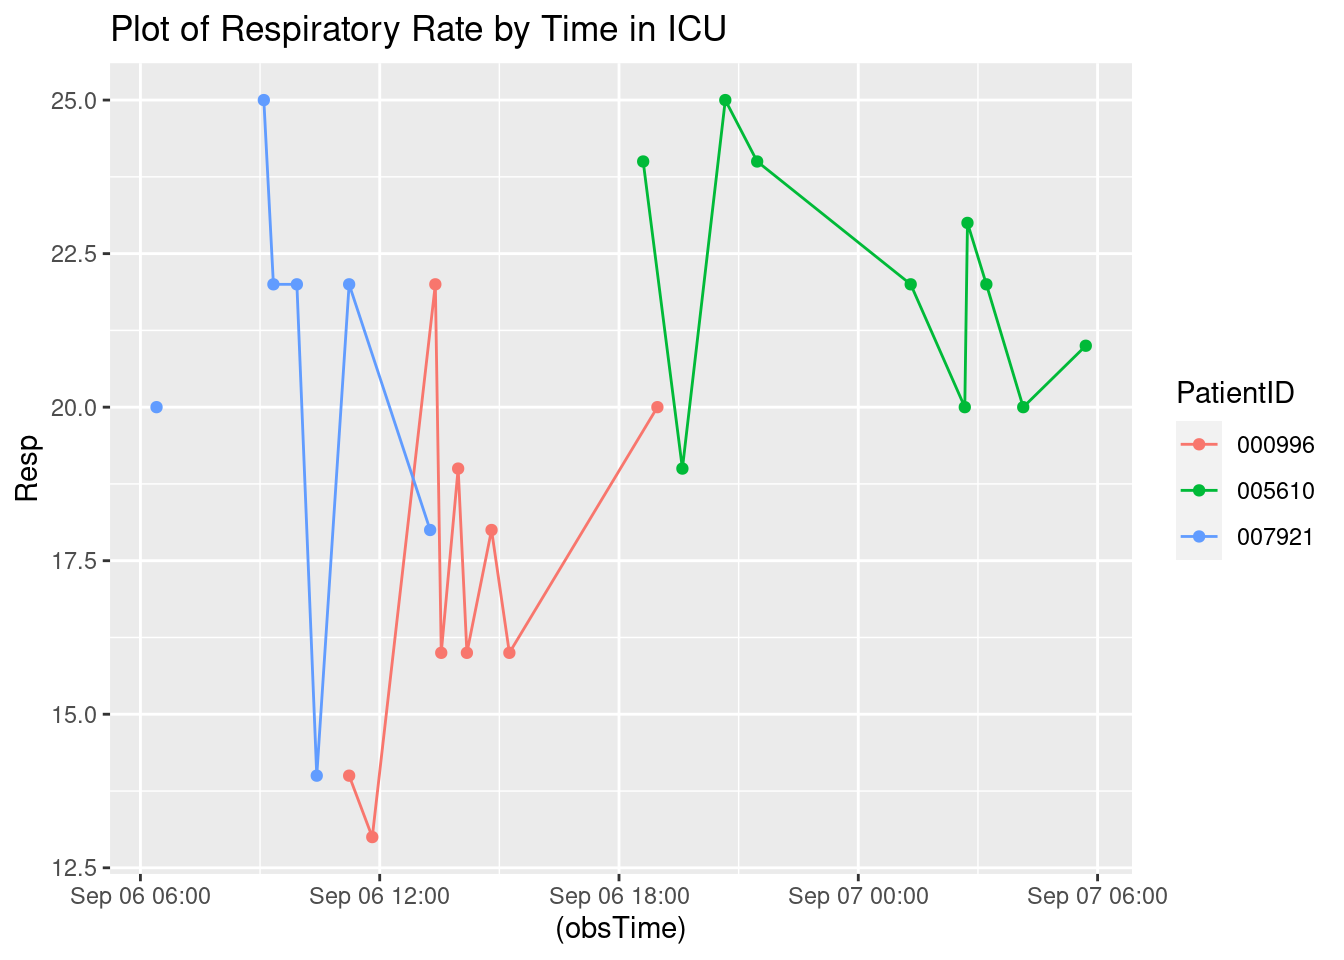 Plot of Respiratory Rate by Time in ICU
25.0
22.5
20.0
17.5
15.0
12.5
Resp
Sep 06 06:00 Sep 06 12:00 Sep 06 18:00 Sep 07 00:00 Sep 07 06:00
(obsTime)
PatientID
000996
005610
007921